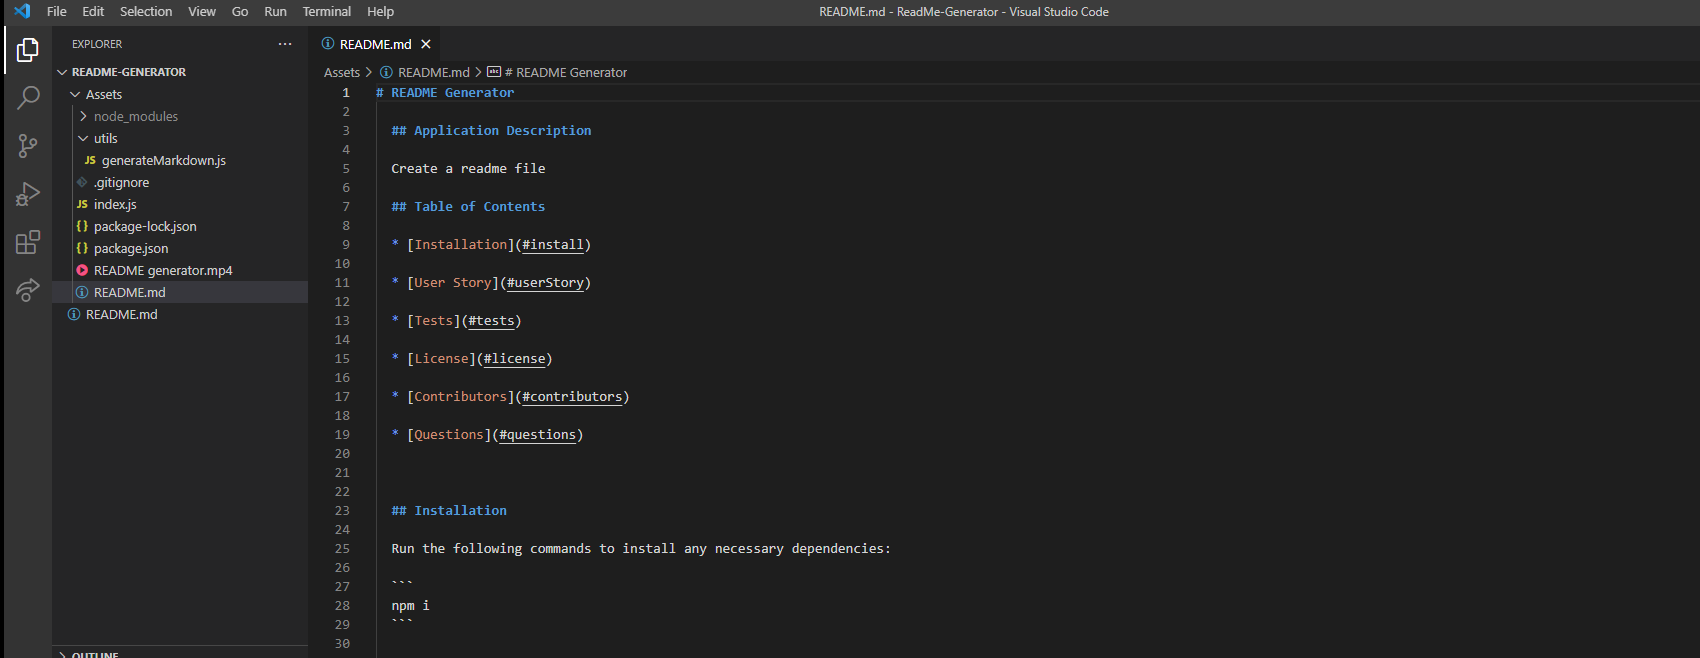 File Edit Selection View Go Run Terminal Help
README.md - ReadMe-Generator - Visual Studio Code
EXPLORER ···
README-GENERATOR
Assets
node_modules
utils
JS generateMarkdown.js
.gitignore
JS index.js
{} package-lock.json
{} package.json
README generator.mp4
README.md
README.md
OUTLINE
README.md
Assets > README.md > # README Generator
1 # README Generator
2
3 ## Application Description
4
5 Create a readme file
6
7 ## Table of Contents
8
9 * [Installation](#install)
10
11 * [User Story](#userStory)
12
13 * [Tests](#tests)
14
15 * [License](#license)
16
17 * [Contributors](#contributors)
18
19 * [Questions](#questions)
20
21
22
23 ## Installation
24
25 Run the following commands to install any necessary dependencies:
26
27 ```
28 npm i
29 ```
30